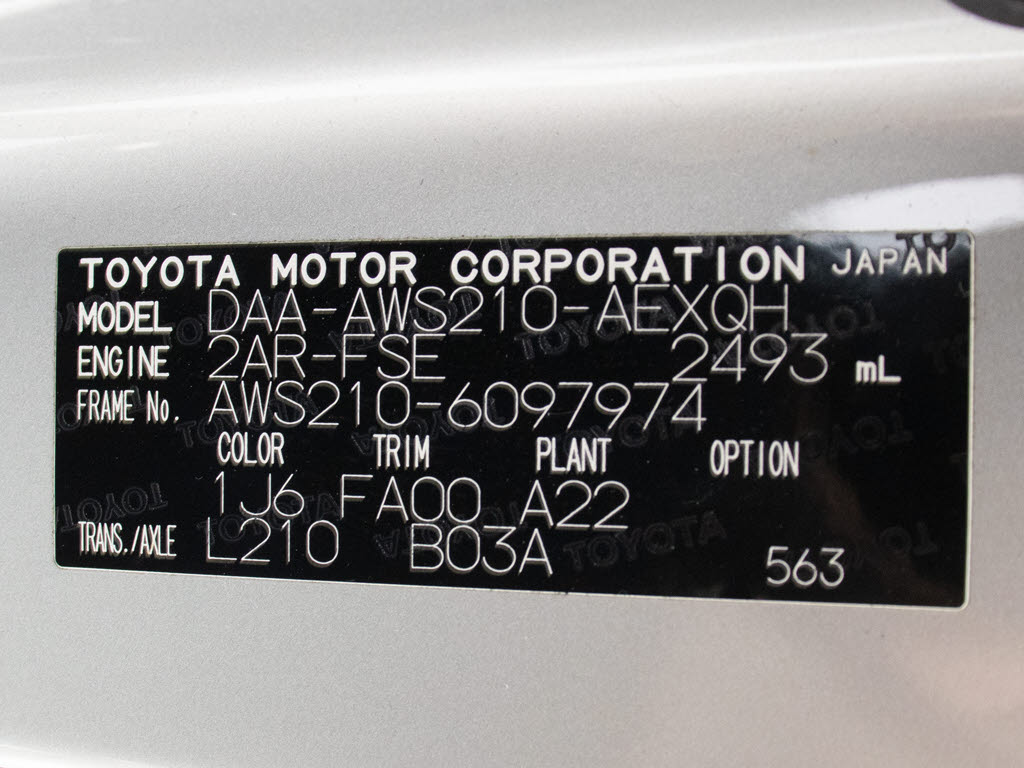 TOYOTA MOTOR CORPORATION JAPAN
MODEL DAA-AWS210-AEXQH
ENGINE 2AR-FSE 2493 mL
FRAME No. AWS210-6097974
COLOR TRIM PLANT OPTION
1J6 FA00 A22
TRANS./AXLE L210 B03A 563